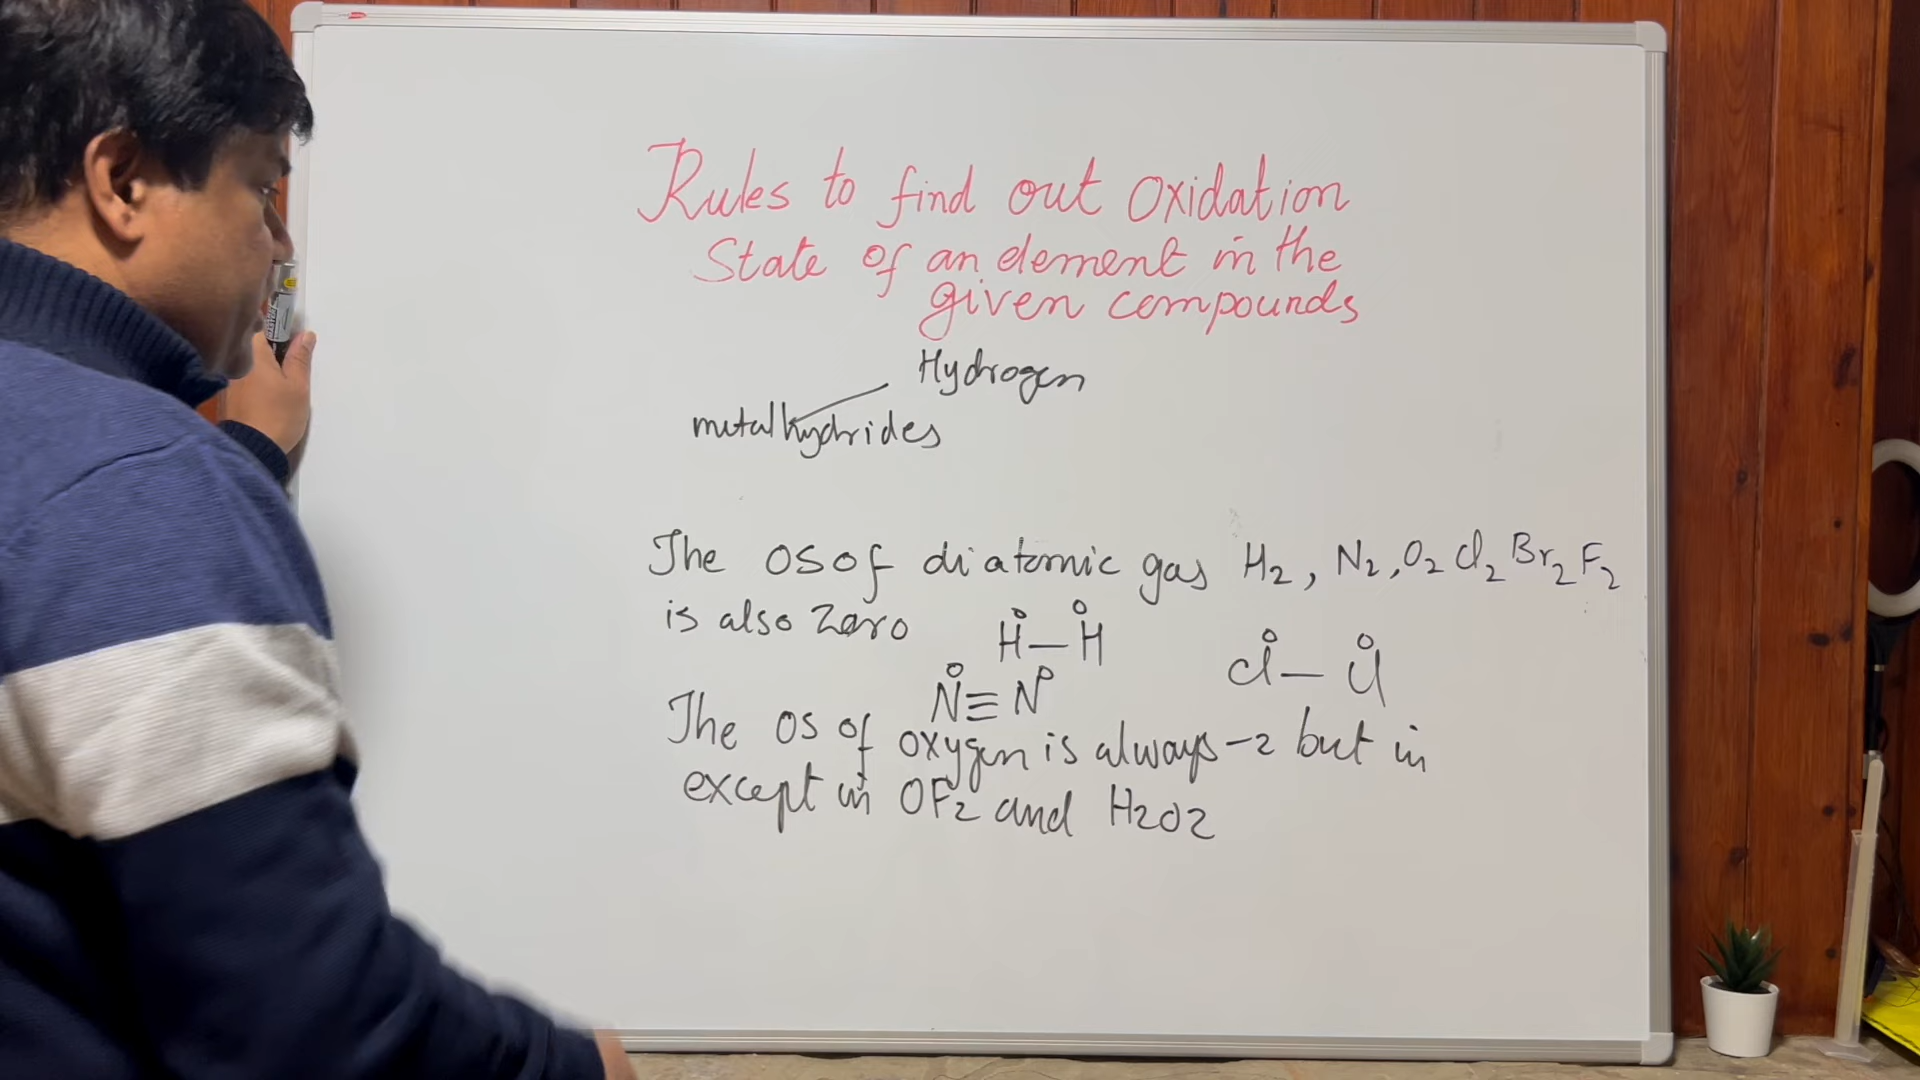 Rules to find out Oxidation
State of an element in the
given compounds
Hydrogen
metal hydrides
The OS of diatomic gas H₂, N₂, O₂ Cl₂ Br₂ F₂
is also Zero
H° — H°
Cl° — Cl°
N° ≡ N°
The OS of oxygen is always -2 but in
except in OF₂ and H₂O₂